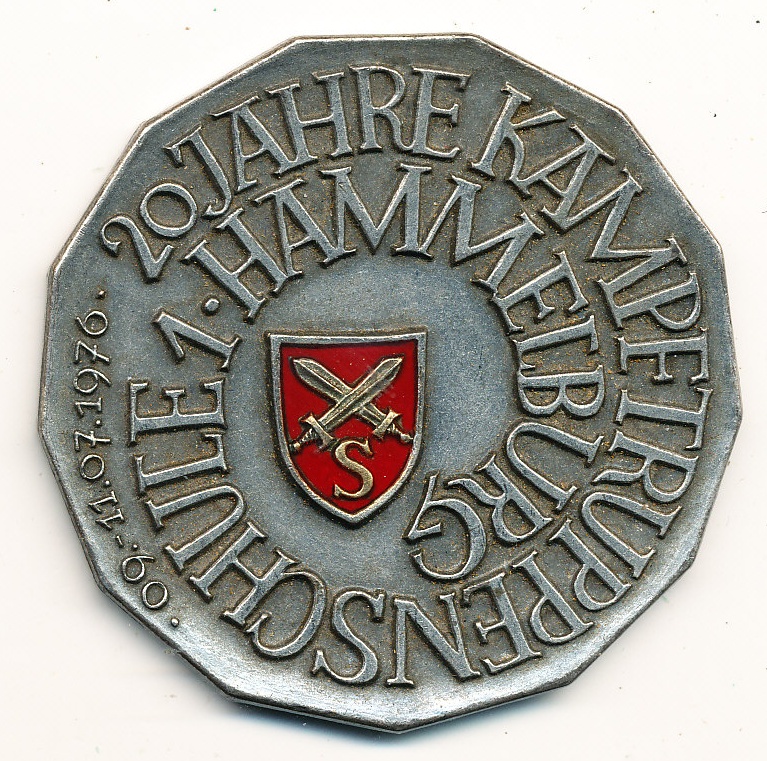 20 JAHRE KAMPFTRUPPENSCHULE 1 · HAMMELBURG
· 09.-11.07.1976 ·
S